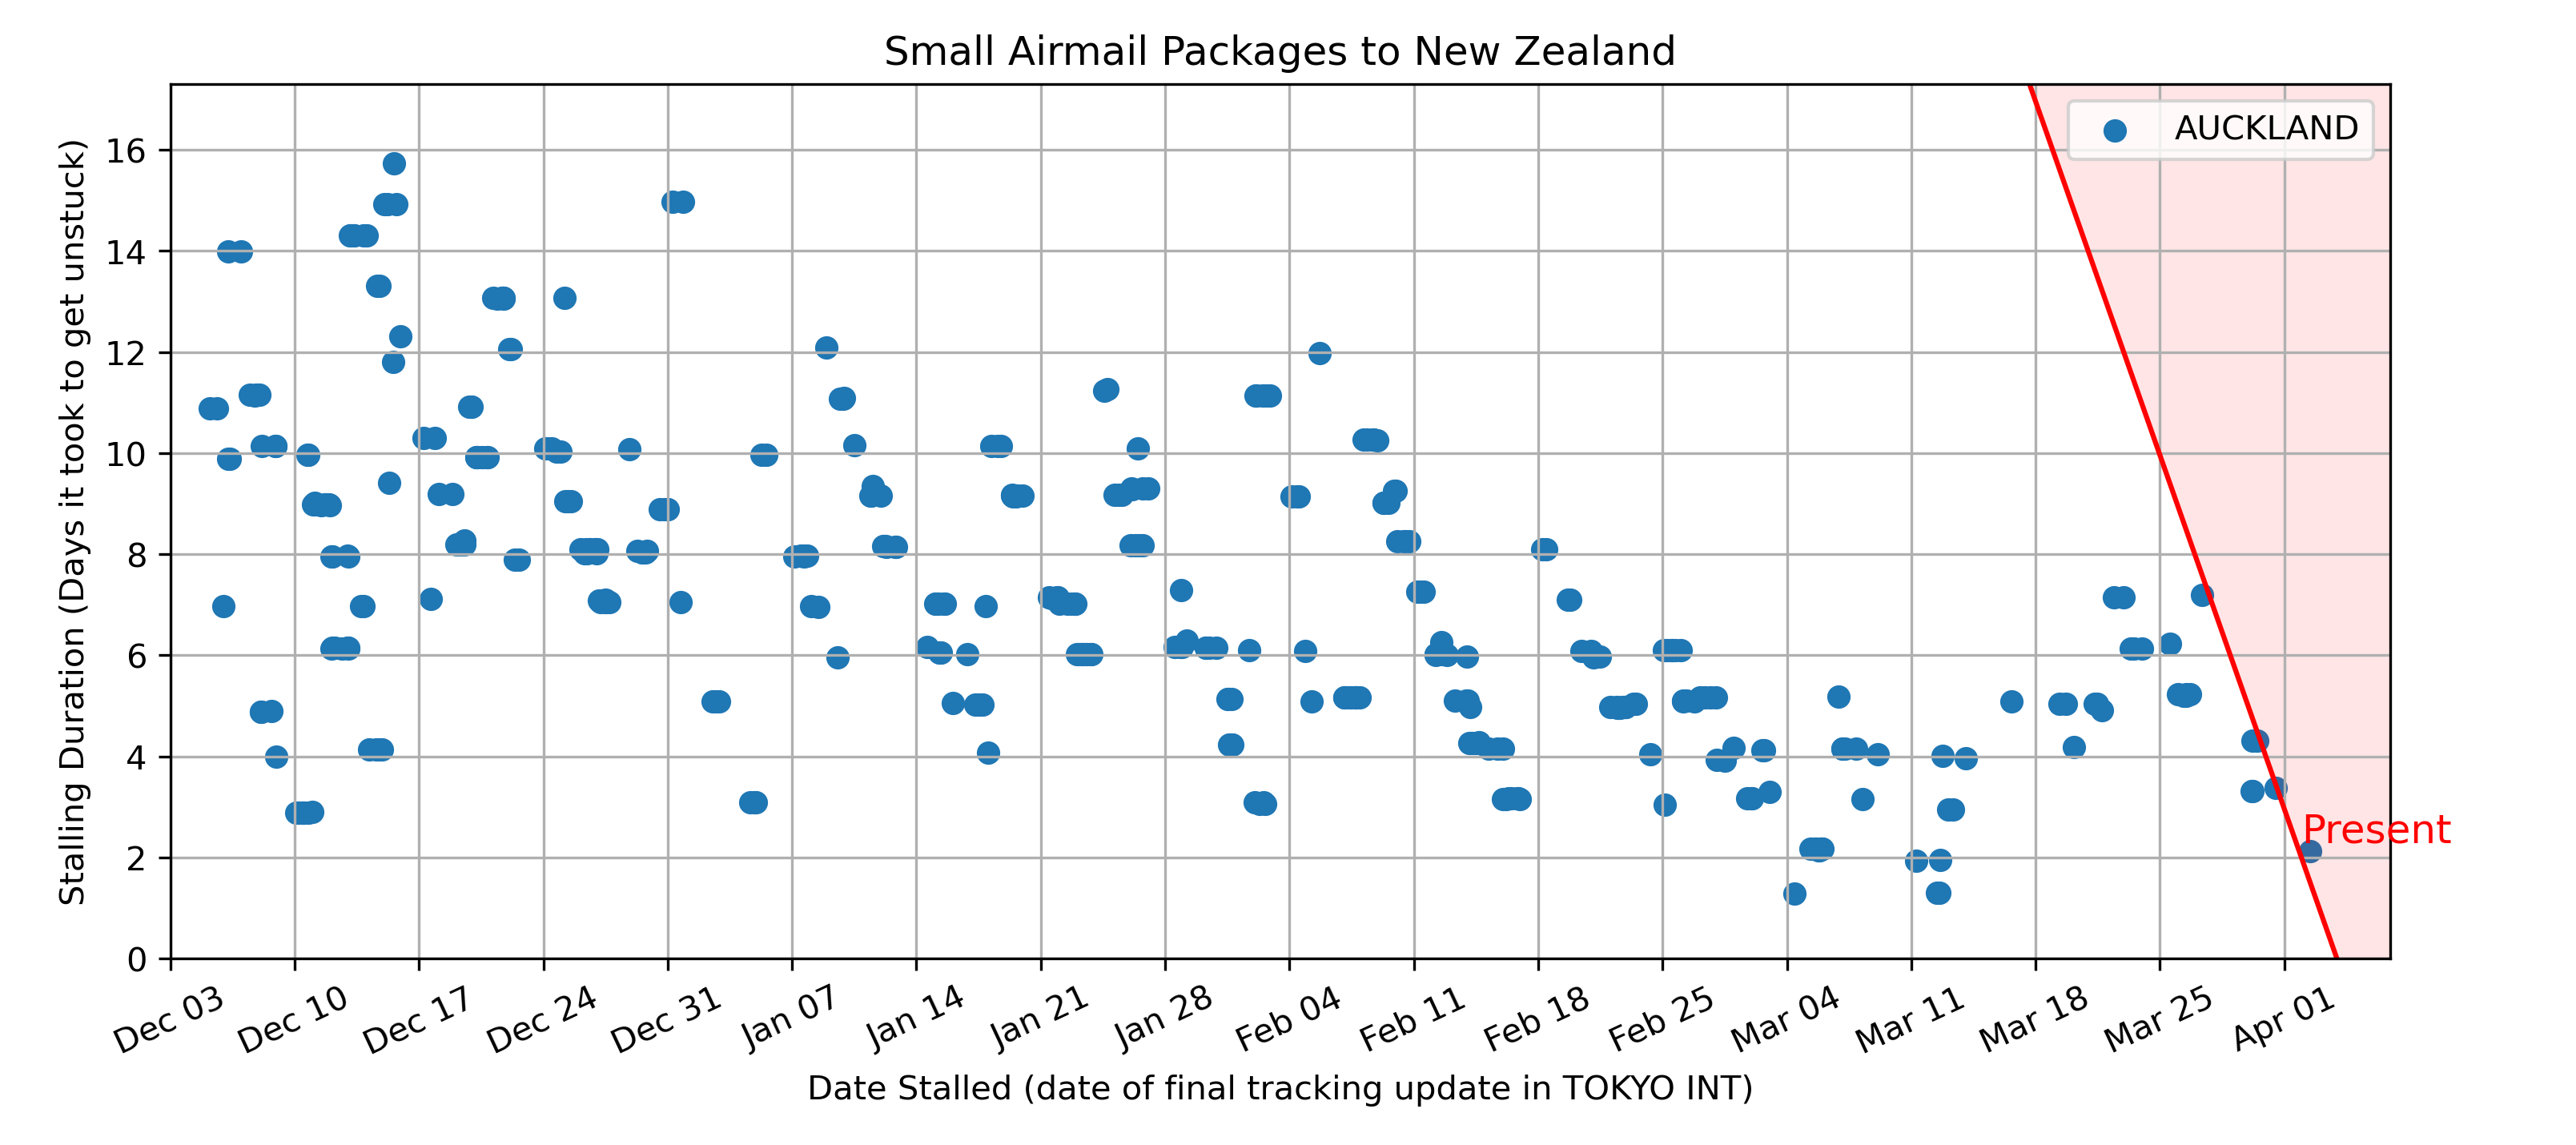 Small Airmail Packages to New Zealand
AUCKLAND
Stalling Duration (Days it took to get unstuck)
16
14
12
10
8
6
4
2
0
Present
Dec 03
Dec 10
Dec 17
Dec 24
Dec 31
Jan 07
Jan 14
Jan 21
Jan 28
Feb 04
Feb 11
Feb 18
Feb 25
Mar 04
Mar 11
Mar 18
Mar 25
Apr 01
Date Stalled (date of final tracking update in TOKYO INT)